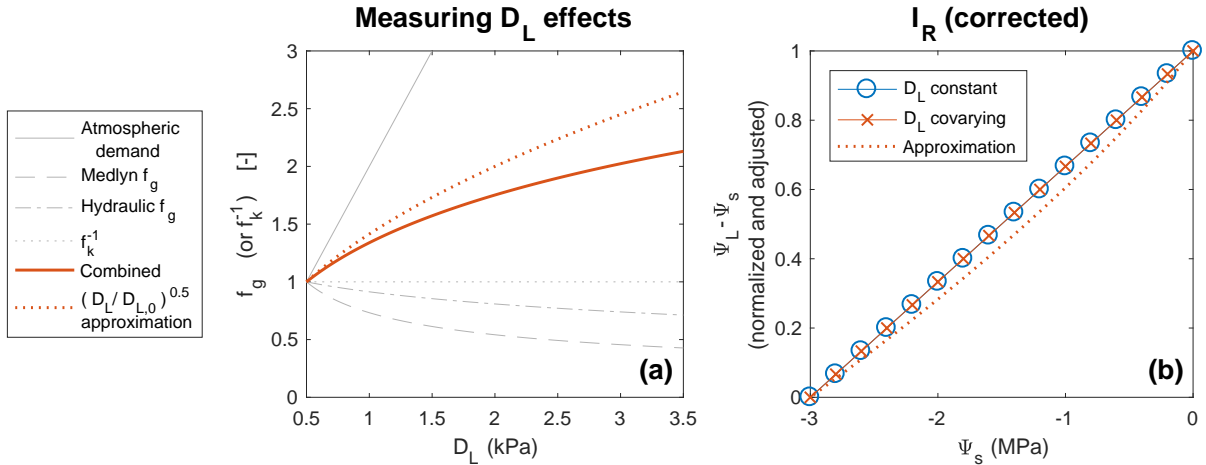 Measuring D_L effects
Atmospheric
demand
Medlyn f_g
Hydraulic f_g
f_k^-1
Combined
(D_L / D_L,0)^0.5
approximation
f_g (or f_k^-1) [-]
3
2.5
2
1.5
1
0.5
0
0.5 1 1.5 2 2.5 3 3.5
D_L (kPa)
(a)
I_R (corrected)
D_L constant
D_L covarying
Approximation
Ψ_L - Ψ_s
(normalized and adjusted)
1
0.8
0.6
0.4
0.2
0
-3 -2 -1 0
Ψ_s (MPa)
(b)